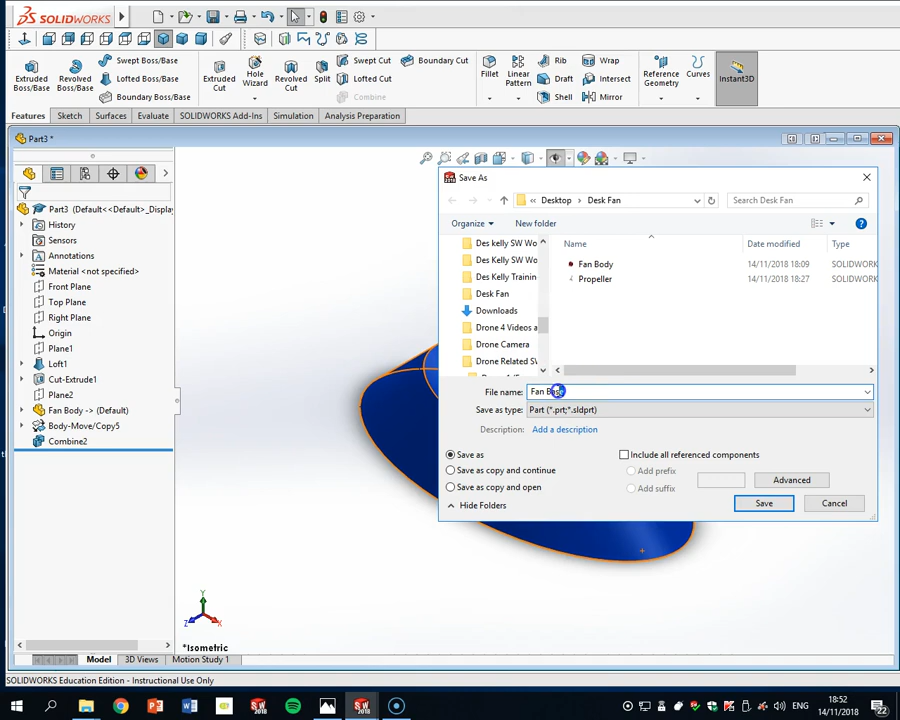 SOLIDWORKS
Extruded Boss/Base
Revolved Boss/Base
Swept Boss/Base
Lofted Boss/Base
Boundary Boss/Base
Extruded Cut
Hole Wizard
Revolved Cut
Split
Swept Cut
Lofted Cut
Combine
Boundary Cut
Fillet
Linear Pattern
Rib
Draft
Shell
Wrap
Intersect
Mirror
Reference Geometry
Curves
Instant3D
Features Sketch Surfaces Evaluate SOLIDWORKS Add-Ins Simulation Analysis Preparation
Part3 *
Part3 (Default<<Default>_Display
History
Sensors
Annotations
Material <not specified>
Front Plane
Top Plane
Right Plane
Origin
Plane1
Loft1
Cut-Extrude1
Plane2
Fan Body -> (Default)
Body-Move/Copy5
Combine2
Save As
« Desktop › Desk Fan
Search Desk Fan
Organize New folder
Des kelly SW Wo
Des Kelly SW Wo
Des Kelly Training
Desk Fan
Downloads
Drone 4 Videos a
Drone Camera
Drone Related SW
Name Date modified Type
Fan Body 14/11/2018 18:09 SOLIDWO
Propeller 14/11/2018 18:27 SOLIDWO
File name: Fan Base
Save as type: Part (*.prt;*.sldprt)
Description: Add a description
Save as
Save as copy and continue
Save as copy and open
Include all referenced components
Add prefix
Add suffix
Advanced
Hide Folders
Save
Cancel
Y
Z X
*Isometric
Model 3D Views Motion Study 1
SOLIDWORKS Education Edition - Instructional Use Only
ENG
18:52
14/11/2018
22